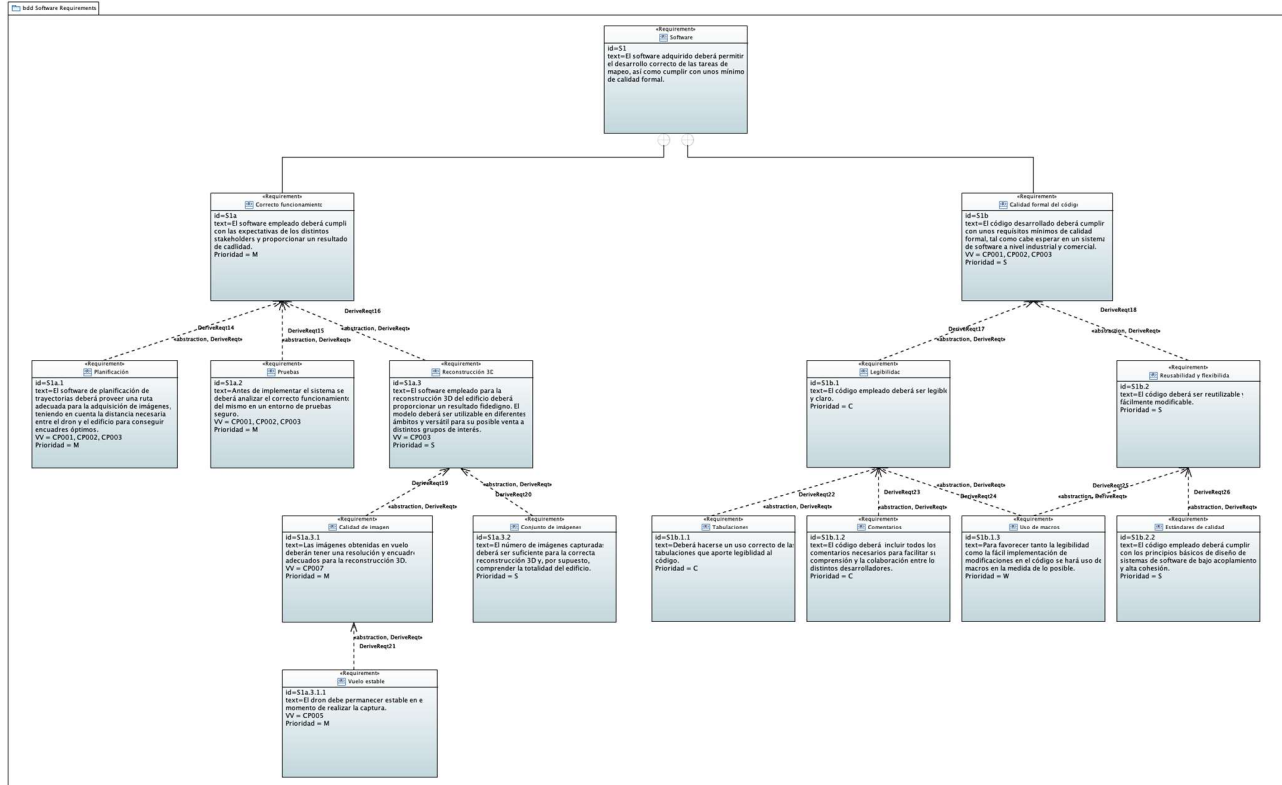 bdd Software Requirements
«Requirement»
Software
id=S1
text=El software adquirido deberá permitir
el desarrollo correcto de las tareas de
mapeo, así como cumplir con unos mínimo
de calidad formal.
«Requirement»
Correcto funcionamiento
id=S1a
text=El software empleado deberá cumpli
con las expectativas de los distintos
stakeholders y proporcionar un resultado
de cadlidad.
Prioridad = M
«Requirement»
Calidad formal del código
id=S1b
text=El código desarrollado deberá cumplir
con unos requisitos mínimos de calidad
formal, tal como cabe esperar en un sistema
de software a nivel industrial y comercial.
VV = CP001, CP002, CP003
Prioridad = S
DeriveReqt14
«abstraction, DeriveReqt»
DeriveReqt15
«abstraction, DeriveReqt»
DeriveReqt16
«abstraction, DeriveReqt»
DeriveReqt17
«abstraction, DeriveReqt»
DeriveReqt18
«abstraction, DeriveReqt»
«Requirement»
Planificación
id=S1a.1
text=El software de planificación de
trayectorias deberá proveer una ruta
adecuada para la adquisición de imágenes,
teniendo en cuenta la distancia necesaria
entre el dron y el edificio para conseguir
encuadres óptimos.
VV = CP001, CP002, CP003
Prioridad = M
«Requirement»
Pruebas
id=S1a.2
text=Antes de implementar el sistema se
deberá analizar el correcto funcionamiento
del mismo en un entorno de pruebas
seguro.
VV = CP001, CP002, CP003
Prioridad = M
«Requirement»
Reconstrucción 3D
id=S1a.3
text=El software empleado para la
reconstrucción 3D del edificio deberá
proporcionar un resultado fidedigno. El
modelo deberá ser utilizable en diferentes
ámbitos y versátil para su posible venta a
distintos grupos de interés.
VV = CP003
Prioridad = S
«Requirement»
Legibilidad
id=S1b.1
text=El código empleado deberá ser legible
y claro.
Prioridad = C
«Requirement»
Reusabilidad y flexibilida
id=S1b.2
text=El código deberá ser reutilizable y
fácilmente modificable.
Prioridad = S
DeriveReqt19
«abstraction, DeriveReqt»
«abstraction, DeriveReqt»
DeriveReqt20
DeriveReqt22
«abstraction, DeriveReqt»
DeriveReqt23
«abstraction, DeriveReqt»
«abstraction, DeriveReqt»
DeriveReqt24
DeriveReqt25
«abstraction, DeriveReqt»
DeriveReqt26
«abstraction, DeriveReqt»
«Requirement»
Calidad de imagen
id=S1a.3.1
text=Las imágenes obtenidas en vuelo
deberán tener una resolución y encuadre
adecuados para la reconstrucción 3D.
VV = CP007
Prioridad = M
«Requirement»
Conjunto de imágenes
id=S1a.3.2
text=El número de imágenes capturadas
deberá ser suficiente para la correcta
reconstrucción 3D y, por supuesto,
comprender la totalidad del edificio.
Prioridad = S
«Requirement»
Tabulaciones
id=S1b.1.1
text=Deberá hacerse un uso correcto de las
tabulaciones que aporte legiblidad al
código.
Prioridad = C
«Requirement»
Comentarios
id=S1b.1.2
text=El código deberá incluir todos los
comentarios necesarios para facilitar su
comprensión y la colaboración entre lo
distintos desarrolladores.
Prioridad = C
«Requirement»
Uso de macros
id=S1b.1.3
text=Para favorecer tanto la legibilidad
como la fácil implementación de
modificaciones en el código se hará uso de
macros en la medida de lo posible.
Prioridad = W
«Requirement»
Estándares de calidad
id=S1b.2.2
text=El código empleado deberá cumplir
con los principios básicos de diseño de
sistemas de software de bajo acoplamiento
y alta cohesión.
Prioridad = S
«abstraction, DeriveReqt»
DeriveReqt21
«Requirement»
Vuelo estable
id=S1a.3.1.1
text=El dron debe permanecer estable en e
momento de realizar la captura.
VV = CP005
Prioridad = M